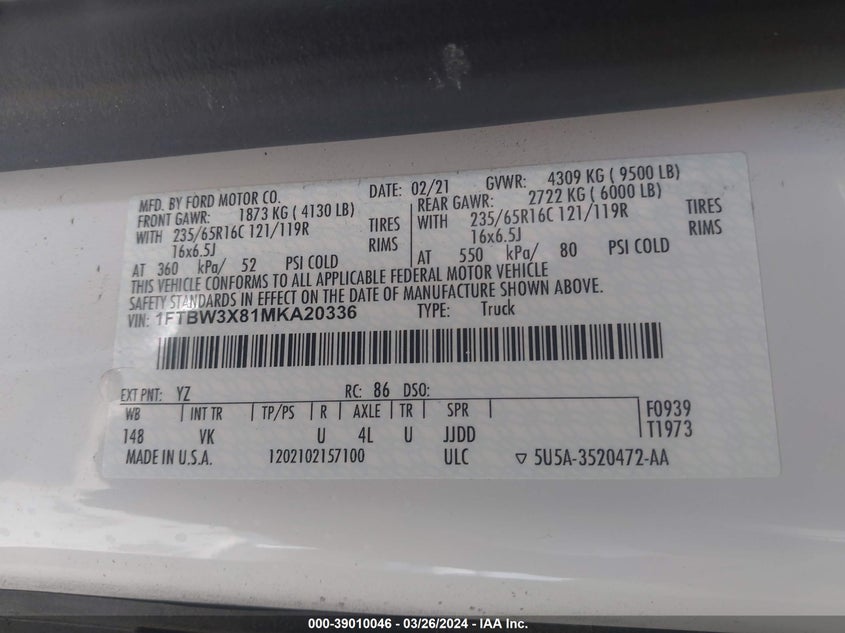 MFD. BY FORD MOTOR CO. DATE: 02/21 GVWR: 4309 KG ( 9500 LB)
FRONT GAWR: 1873 KG ( 4130 LB) REAR GAWR: 2722 KG ( 6000 LB)
WITH 235/65R16C 121/119R TIRES WITH 235/65R16C 121/119R TIRES
16x6.5J RIMS 16x6.5J RIMS
AT 360 kPa/ 52 PSI COLD AT 550 kPa/ 80 PSI COLD
THIS VEHICLE CONFORMS TO ALL APPLICABLE FEDERAL MOTOR VEHICLE
SAFETY STANDARDS IN EFFECT ON THE DATE OF MANUFACTURE SHOWN ABOVE.
VIN: 1FTBW3X81MKA20336 TYPE: Truck
EXT PNT: YZ RC: 86 DSO:
WB INT TR TP/PS R AXLE TR SPR F0939
148 VK U 4L U JJDD T1973
MADE IN U.S.A. 1202102157100 ULC ▽ 5U5A-3520472-AA
000-39010046 - 03/26/2024 - IAA Inc.